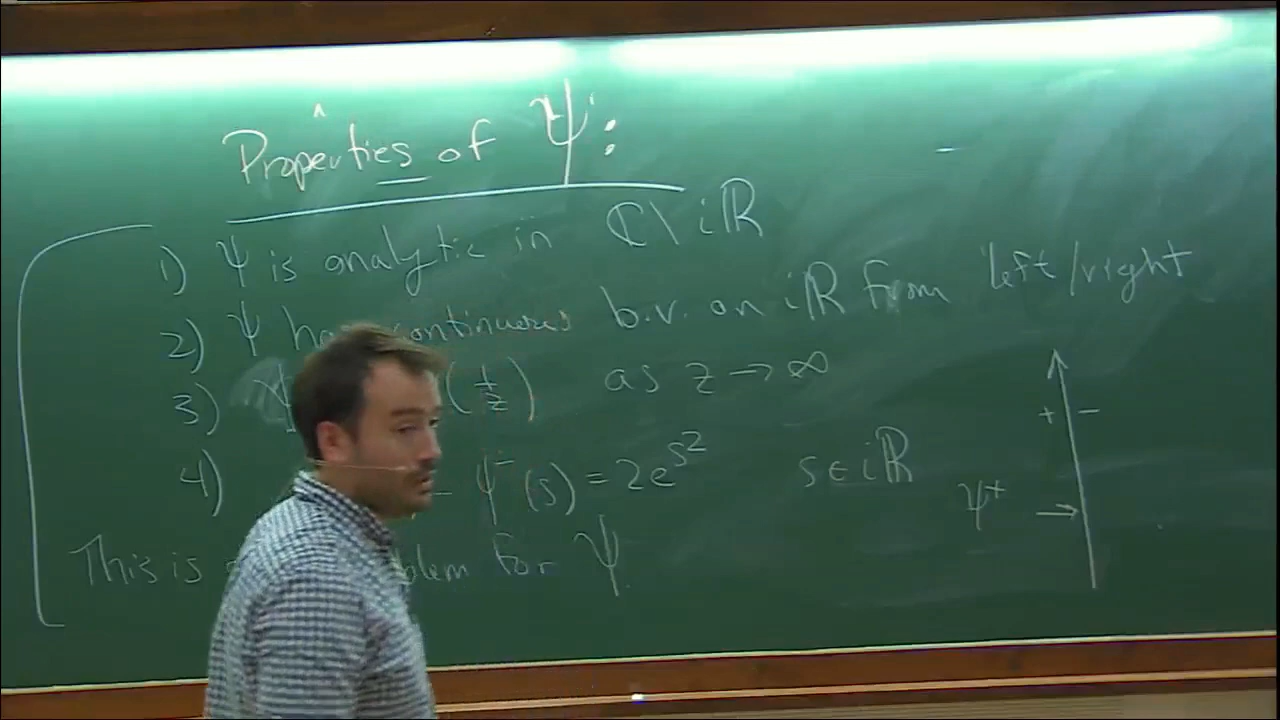 Properties of Ψ:
1) Ψ is analytic in ℂ\iℝ
2) Ψ has continuous b.v. on iℝ from left/right
3) (1/z) as z → ∞
4) - Ψ⁻(s) = 2e^{s²} s ∈ iℝ
This is for Ψ
+ -
Ψ⁺